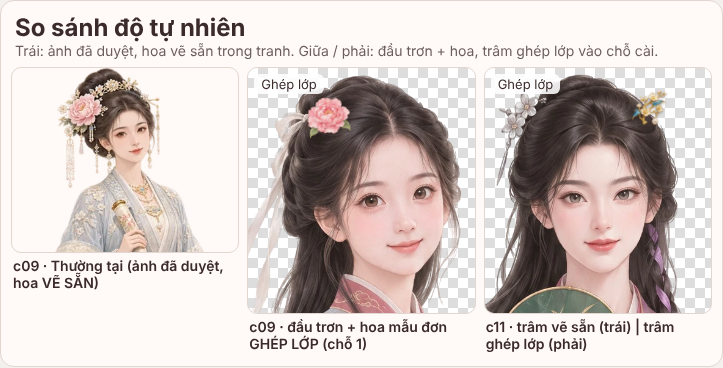 So sánh độ tự nhiên
Trái: ảnh đã duyệt, hoa vẽ sẵn trong tranh. Giữa / phải: đầu trơn + hoa, trâm ghép lớp vào chỗ cài.
Ghép lớp
Ghép lớp
c09 · Thường tại (ảnh đã duyệt,
hoa VẼ SẴN)
c09 · đầu trơn + hoa mẫu đơn
GHÉP LỚP (chỗ 1)
c11 · trâm vẽ sẵn (trái) | trâm
ghép lớp (phải)